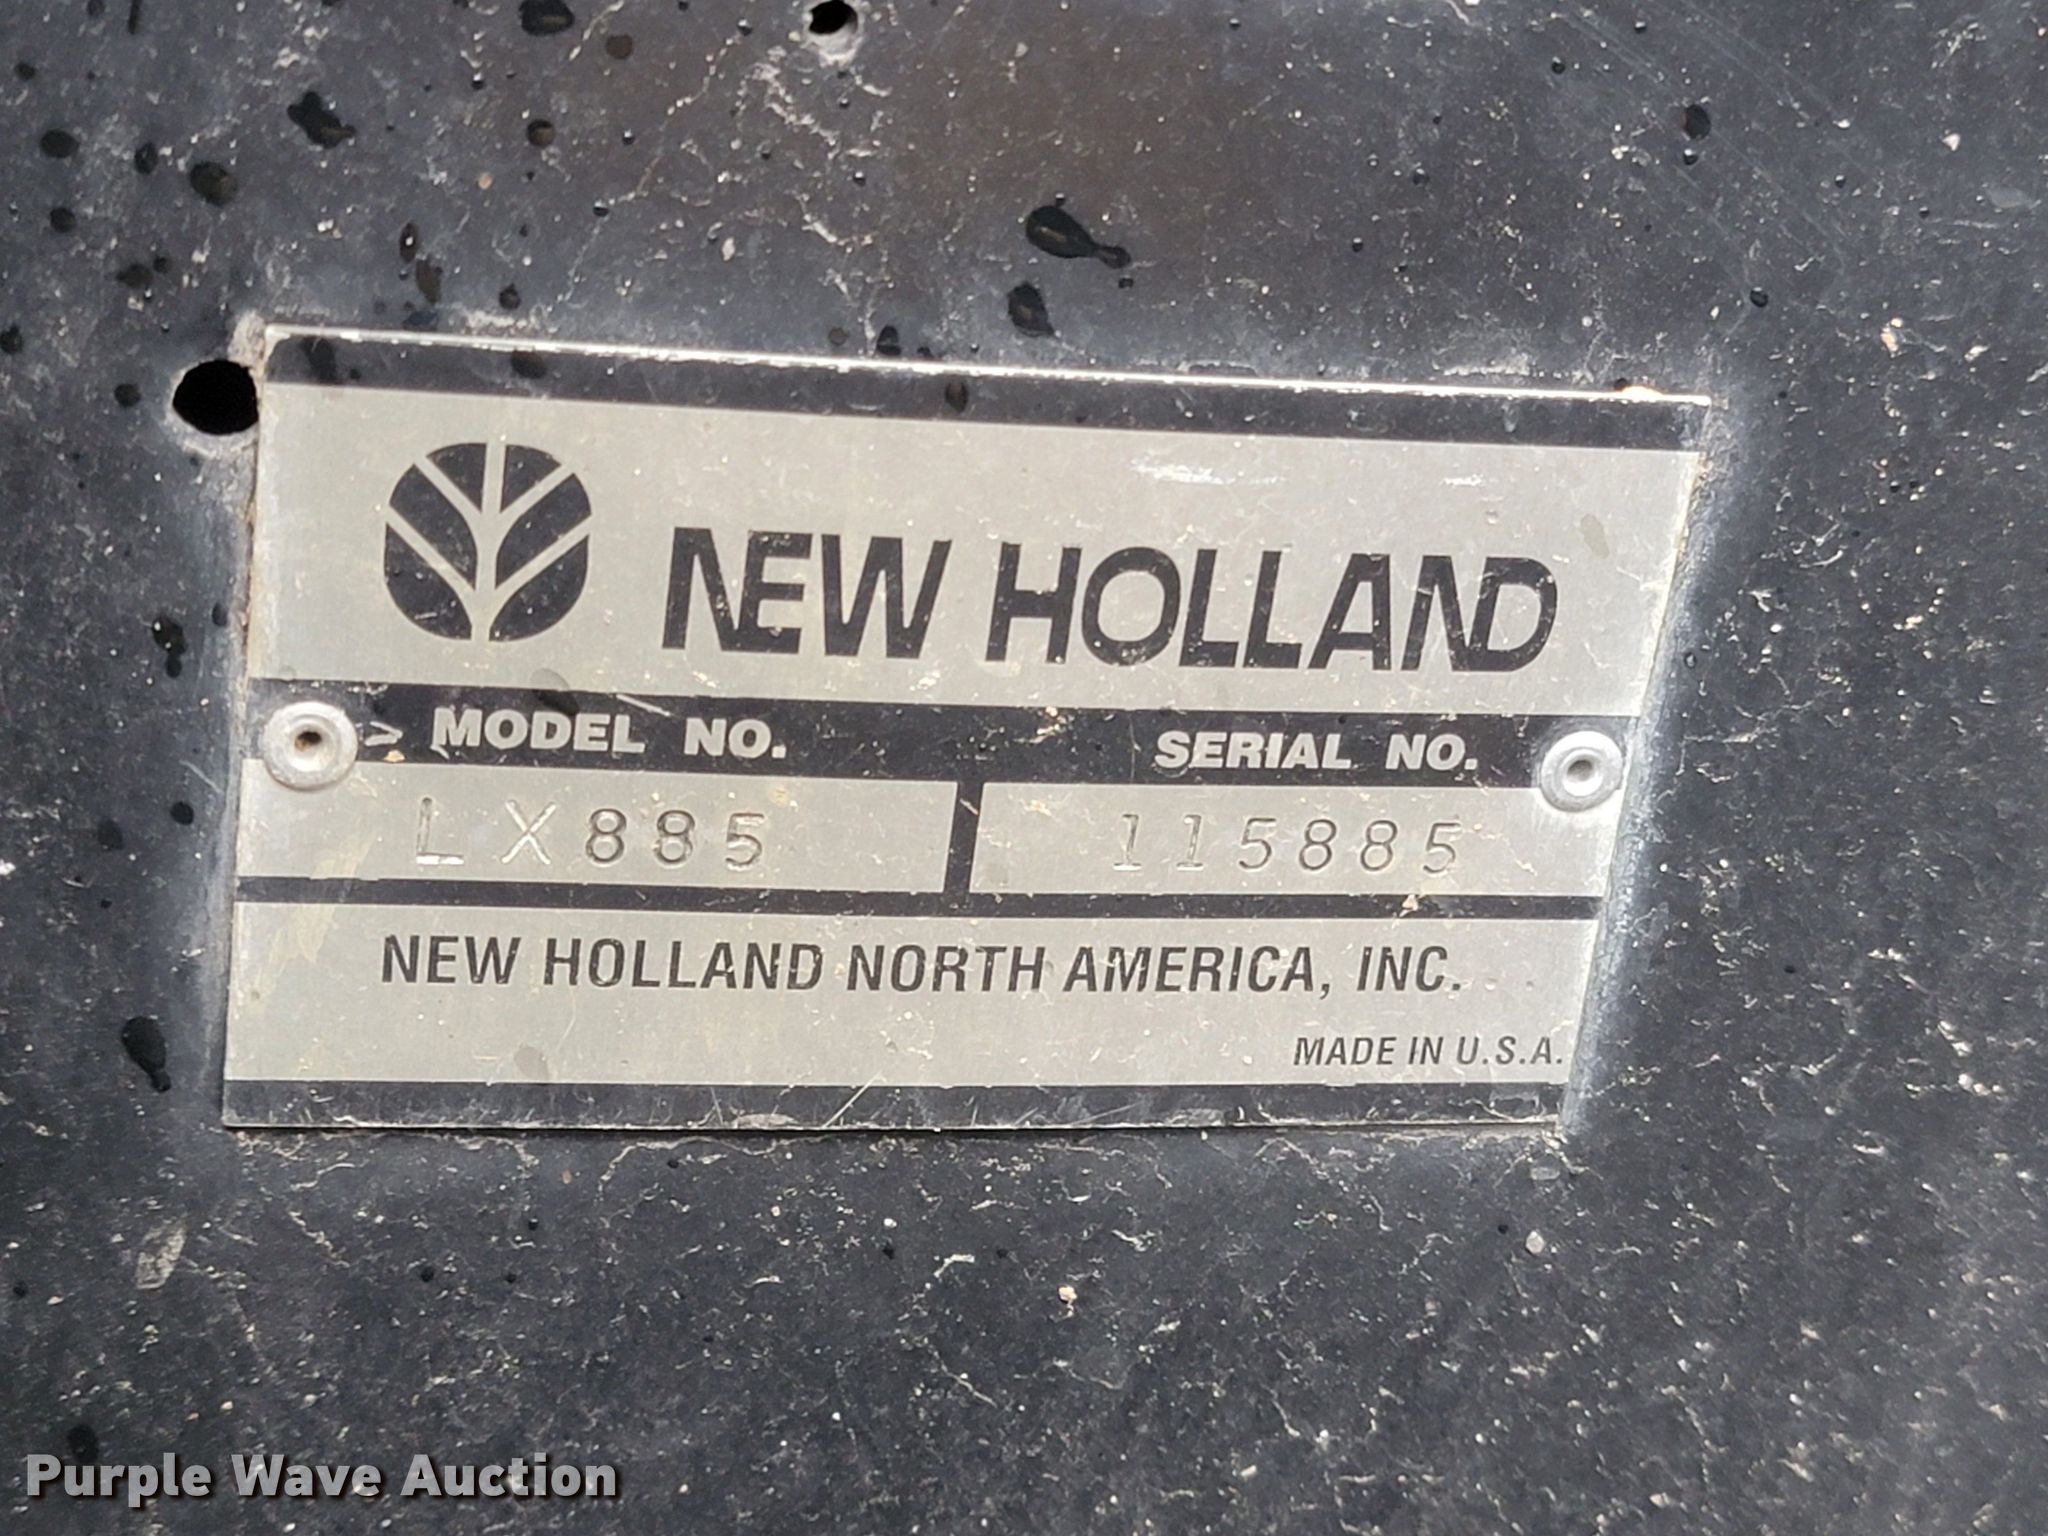 NEW HOLLAND
MODEL NO. SERIAL NO.
LX885 115885
NEW HOLLAND NORTH AMERICA, INC.
MADE IN U.S.A.
Purple Wave Auction